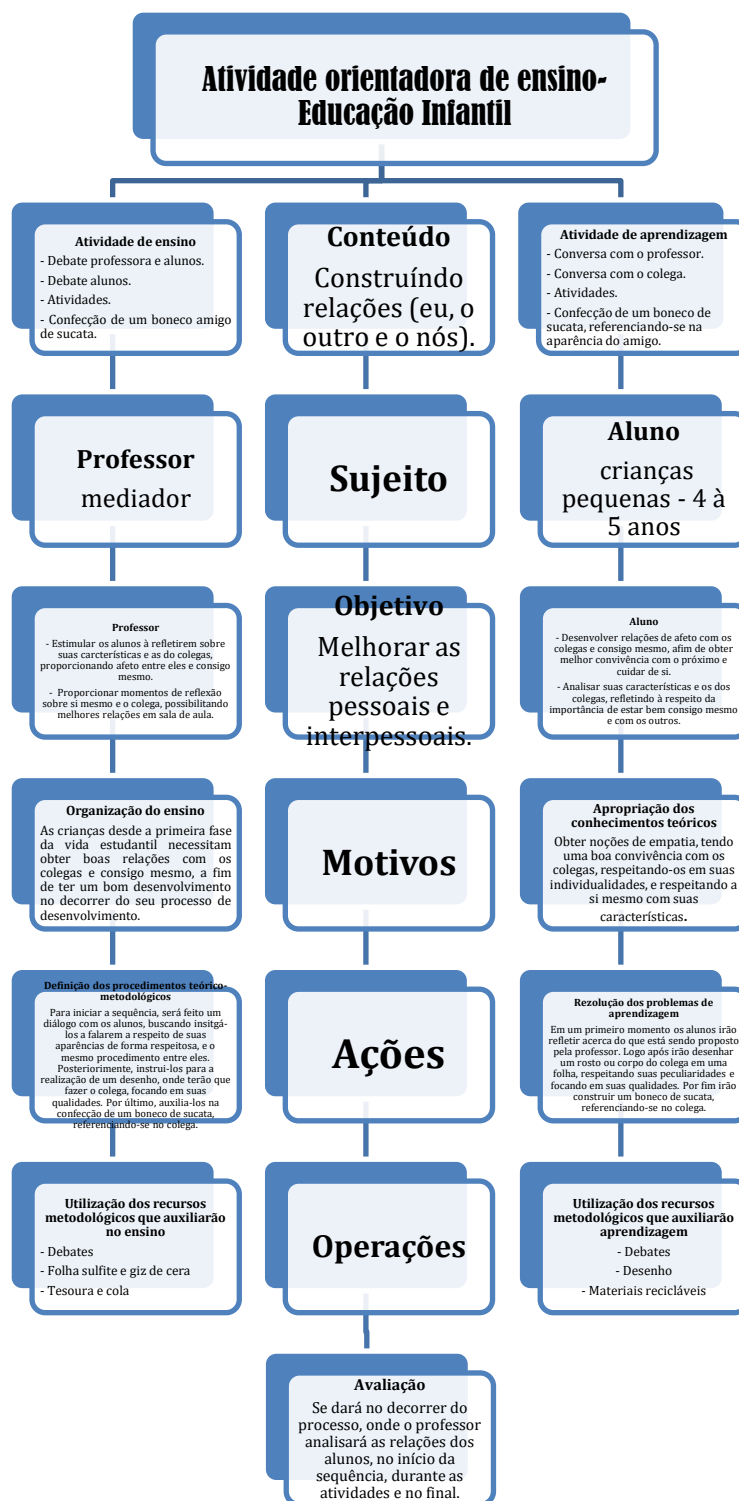 Atividade orientadora de ensino-
Educação Infantil
Atividade de ensino
- Debate professora e alunos.
- Debate alunos.
- Atividades.
- Confecção de um boneco amigo
de sucata.
Conteúdo
Construíndo
relações (eu, o
outro e o nós).
Atividade de aprendizagem
- Conversa com o professor.
- Conversa com o colega.
- Atividades.
- Confecção de um boneco de
sucata, referenciando-se na
aparência do amigo.
Professor
mediador
Sujeito
Aluno
crianças
pequenas - 4 à
5 anos
Professor
- Estimular os alunos à refletirem sobre
suas carcterísticas e as do colegas,
proporcionando afeto entre eles e consigo
mesmo.
- Proporcionar momentos de reflexão
sobre si mesmo e o colega, possibilitando
melhores relações em sala de aula.
Objetivo
Melhorar as
relações
pessoais e
interpessoais.
Aluno
- Desenvolver relações de afeto com os
colegas e consigo mesmo, afim de obter
melhor convivência com o próximo e
cuidar de si.
- Analisar suas características e os dos
colegas, refletindo à respeito da
importância de estar bem consigo mesmo
e com os outros.
Organização do ensino
As crianças desde a primeira fase
da vida estudantil necessitam
obter boas relações com os
colegas e consigo mesmo, a fim
de ter um bom desenvolvimento
no decorrer do seu processo de
desenvolvimento.
Motivos
Apropriação dos
conhecimentos teóricos
Obter noções de empatia, tendo
uma boa convivência com os
colegas, respeitando-os em suas
individualidades, e respeitando a
si mesmo com suas
características.
Definição dos procedimentos teórico-
metodológicos
Para iniciar a sequência, será feito um
diálogo com os alunos, buscando insitgá-
los a falarem a respeito de suas
aparências de forma respeitosa, e o
mesmo procedimento entre eles.
Posteriormente, instrui-los para a
realização de um desenho, onde terão que
fazer o colega, focando em suas
qualidades. Por último, auxilia-los na
confecção de um boneco de sucata,
referenciando-se no colega.
Ações
Rezolução dos problemas de
aprendizagem
Em um primeiro momento os alunos irão
refletir acerca do que está sendo proposto
pela professor. Logo após irão desenhar
um rosto ou corpo do colega em uma
folha, respeitando suas peculiaridades e
focando em suas qualidades. Por fim irão
construir um boneco de sucata,
referenciando-se no colega.
Utilização dos recursos
metodológicos que auxiliarão
no ensino
- Debates
- Folha sulfite e giz de cera
- Tesoura e cola
Operações
Utilização dos recursos
metodológicos que auxiliarão
aprendizagem
- Debates
- Desenho
- Materiais recicláveis
Avaliação
Se dará no decorrer do
processo, onde o professor
analisará as relações dos
alunos, no início da
sequência, durante as
atividades e no final.